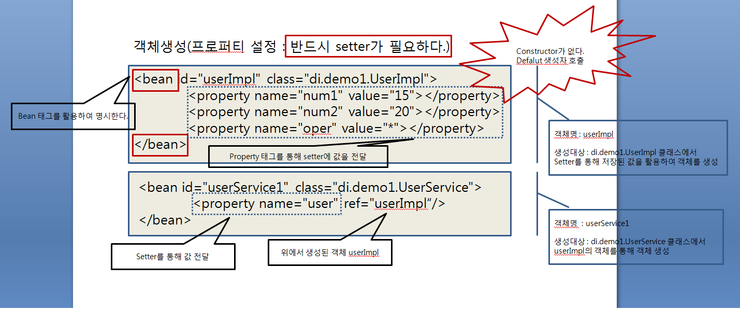 객체생성(프로퍼티 설정 : 반드시 setter가 필요하다.)
Constructor가 없다.
Defalut 생성자 호출
<bean id="userImpl" class="di.demo1.UserImpl">
<property name="num1" value="15"></property>
<property name="num2" value="20"></property>
<property name="oper" value="*"></property>
</bean>
Bean 태그를 활용하여 명시한다.
Property 태그를 통해 setter에 값을 전달
객체명 : userImpl
생성대상 : di.demo1.UserImpl 클래스에서
Setter를 통해 저장된 값을 활용하여 객체를 생성
<bean id="userService1" class="di.demo1.UserService">
<property name="user" ref="userImpl"/>
</bean>
Setter를 통해 값 전달
위에서 생성된 객체 userImpl
객체명 : userService1
생성대상 : di.demo1.UserService 클래스에서
userImpl의 객체를 통해 객체 생성